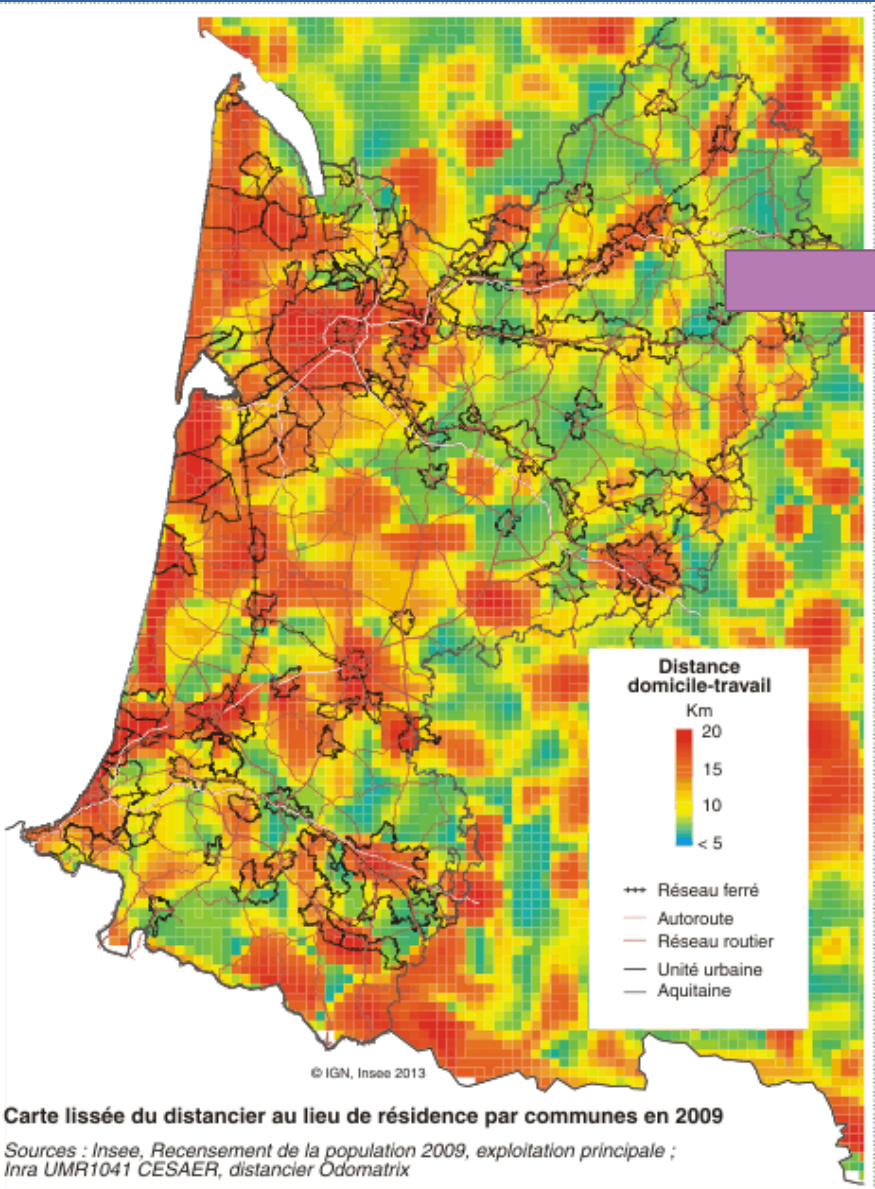 Distance
domicile-travail
Km
20
15
10
< 5
Réseau ferré
Autoroute
Réseau routier
Unité urbaine
Aquitaine
© IGN, Insee 2013
Carte lissée du distancier au lieu de résidence par communes en 2009
Sources : Insee, Recensement de la population 2009, exploitation principale ;
Inra UMR1041 CESAER, distancier Odomatrix